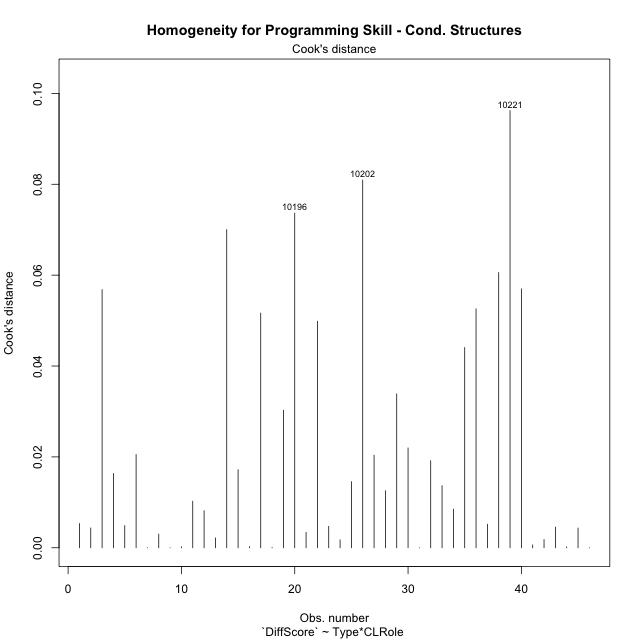 Homogeneity for Programming Skill - Cond. Structures
Cook's distance
Cook's distance
0.10
0.08
0.06
0.04
0.02
0.00
10221
10202
10196
0 10 20 30 40
Obs. number
`DiffScore` ~ Type*CLRole